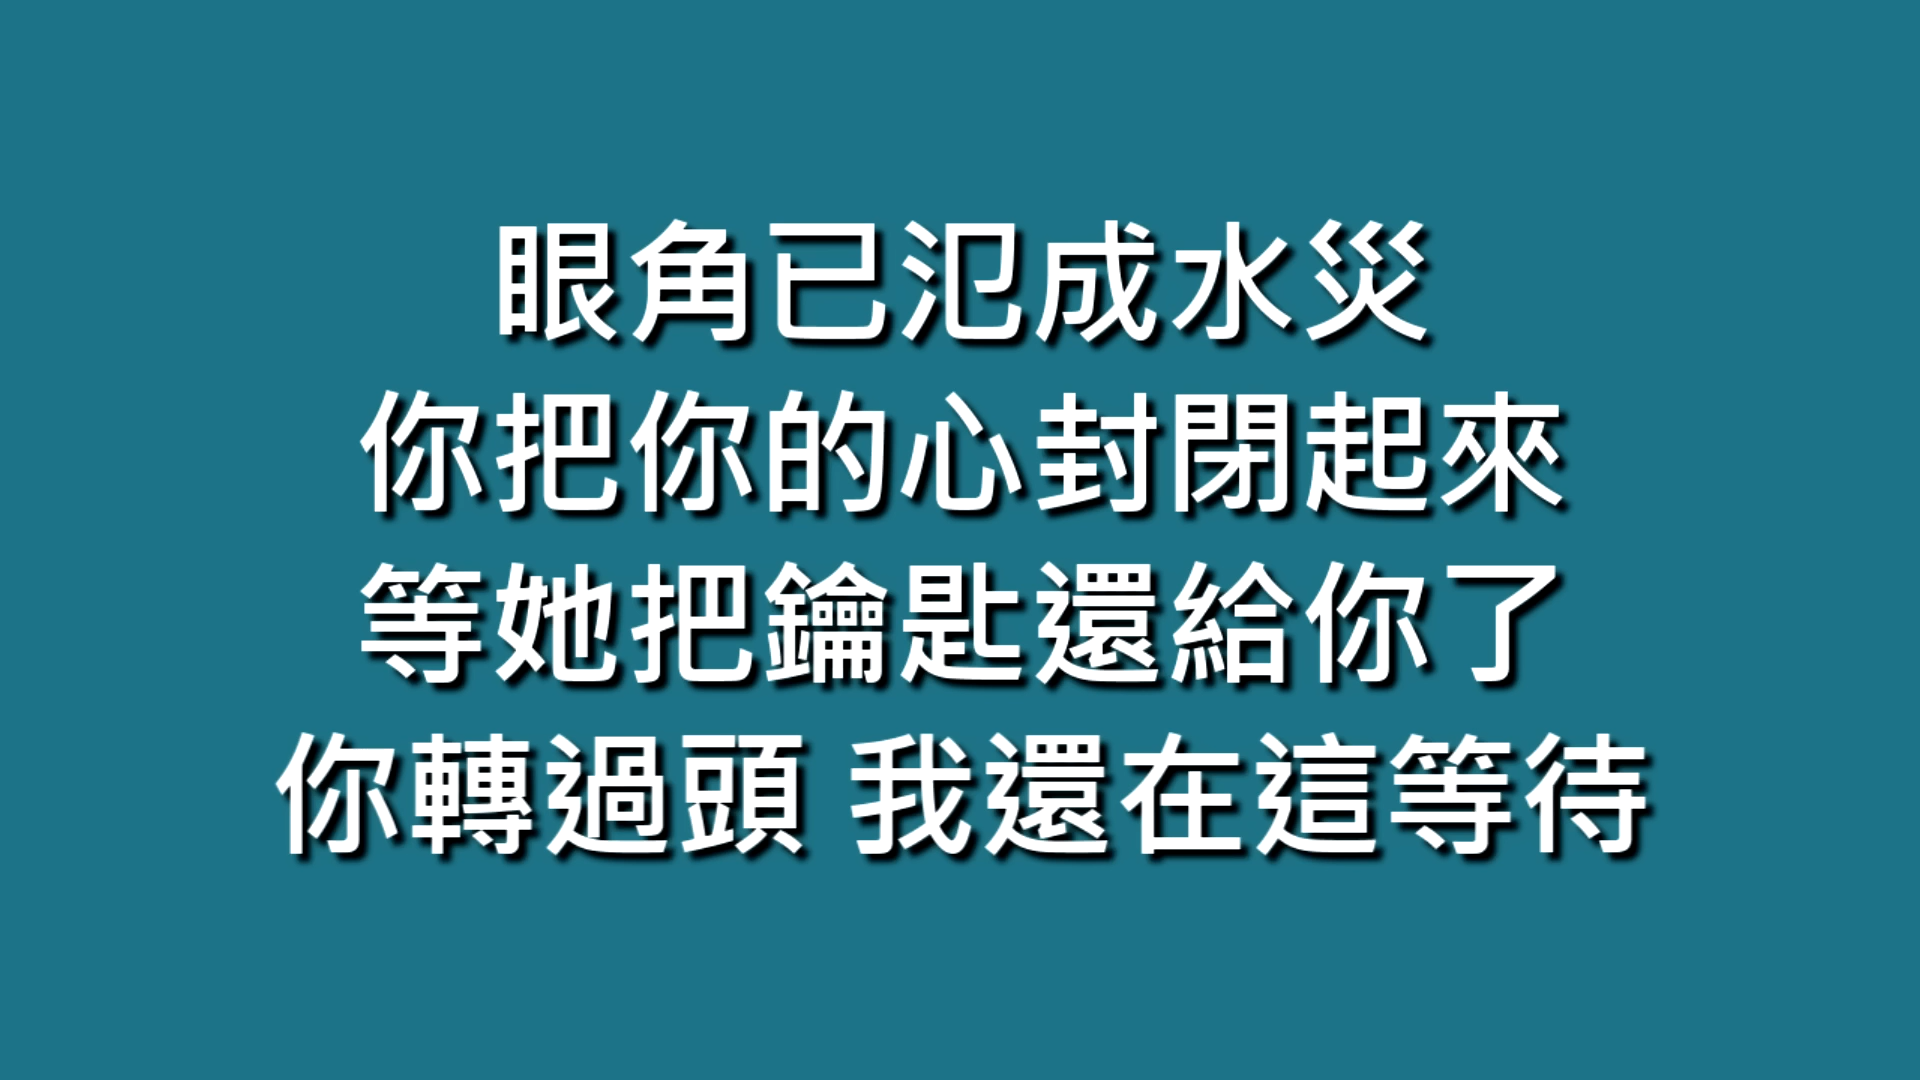 眼角已氾成水災
你把你的心封閉起來
等她把鑰匙還給你了
你轉過頭 我還在這等待